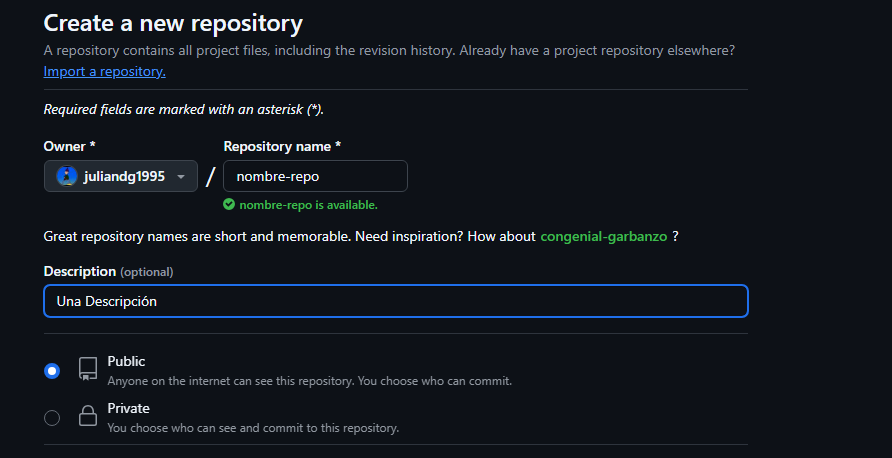 Create a new repository
A repository contains all project files, including the revision history. Already have a project repository elsewhere?
Import a repository.
Required fields are marked with an asterisk (*).
Owner * Repository name *
juliandg1995 / nombre-repo
nombre-repo is available.
Great repository names are short and memorable. Need inspiration? How about congenial-garbanzo ?
Description (optional)
Una Descripción
Public
Anyone on the internet can see this repository. You choose who can commit.
Private
You choose who can see and commit to this repository.